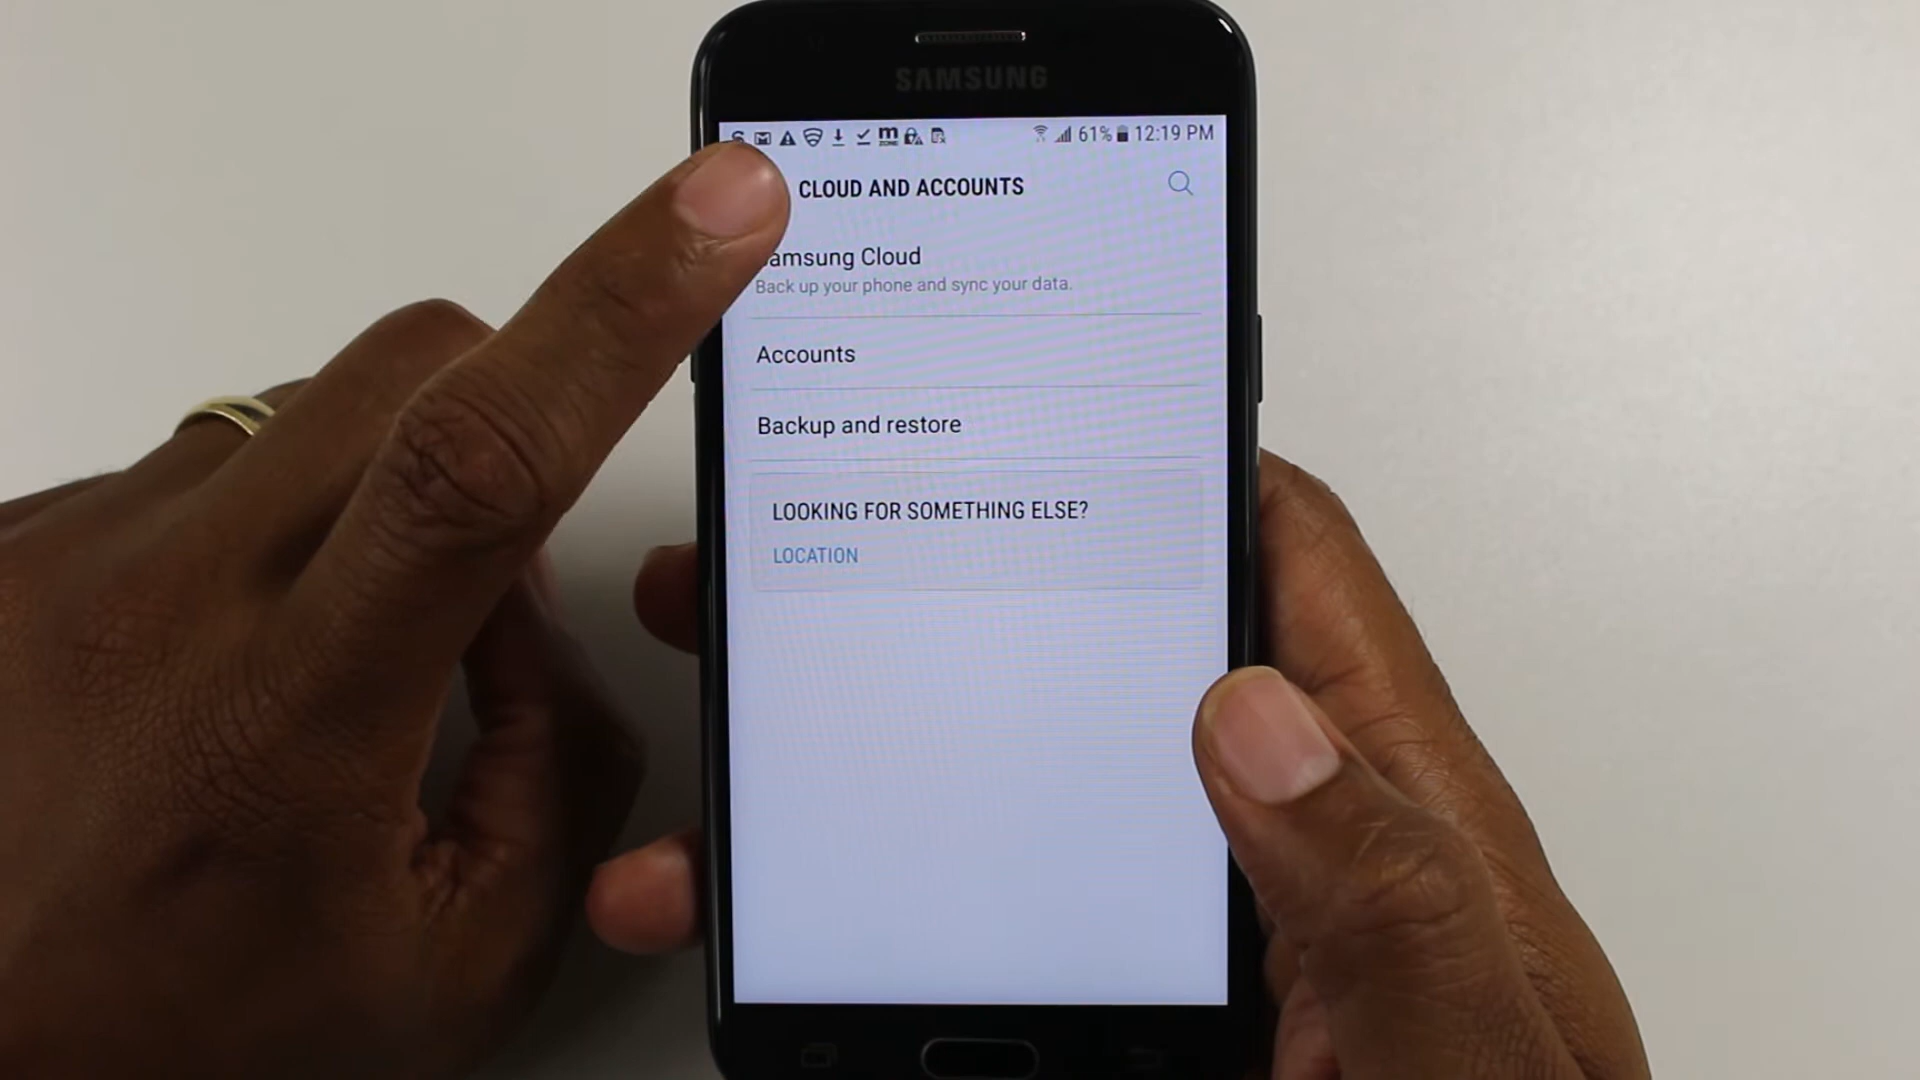 SAMSUNG
m
ZONE
61% 12:19 PM
CLOUD AND ACCOUNTS
amsung Cloud
Back up your phone and sync your data.
Accounts
Backup and restore
LOOKING FOR SOMETHING ELSE?
LOCATION